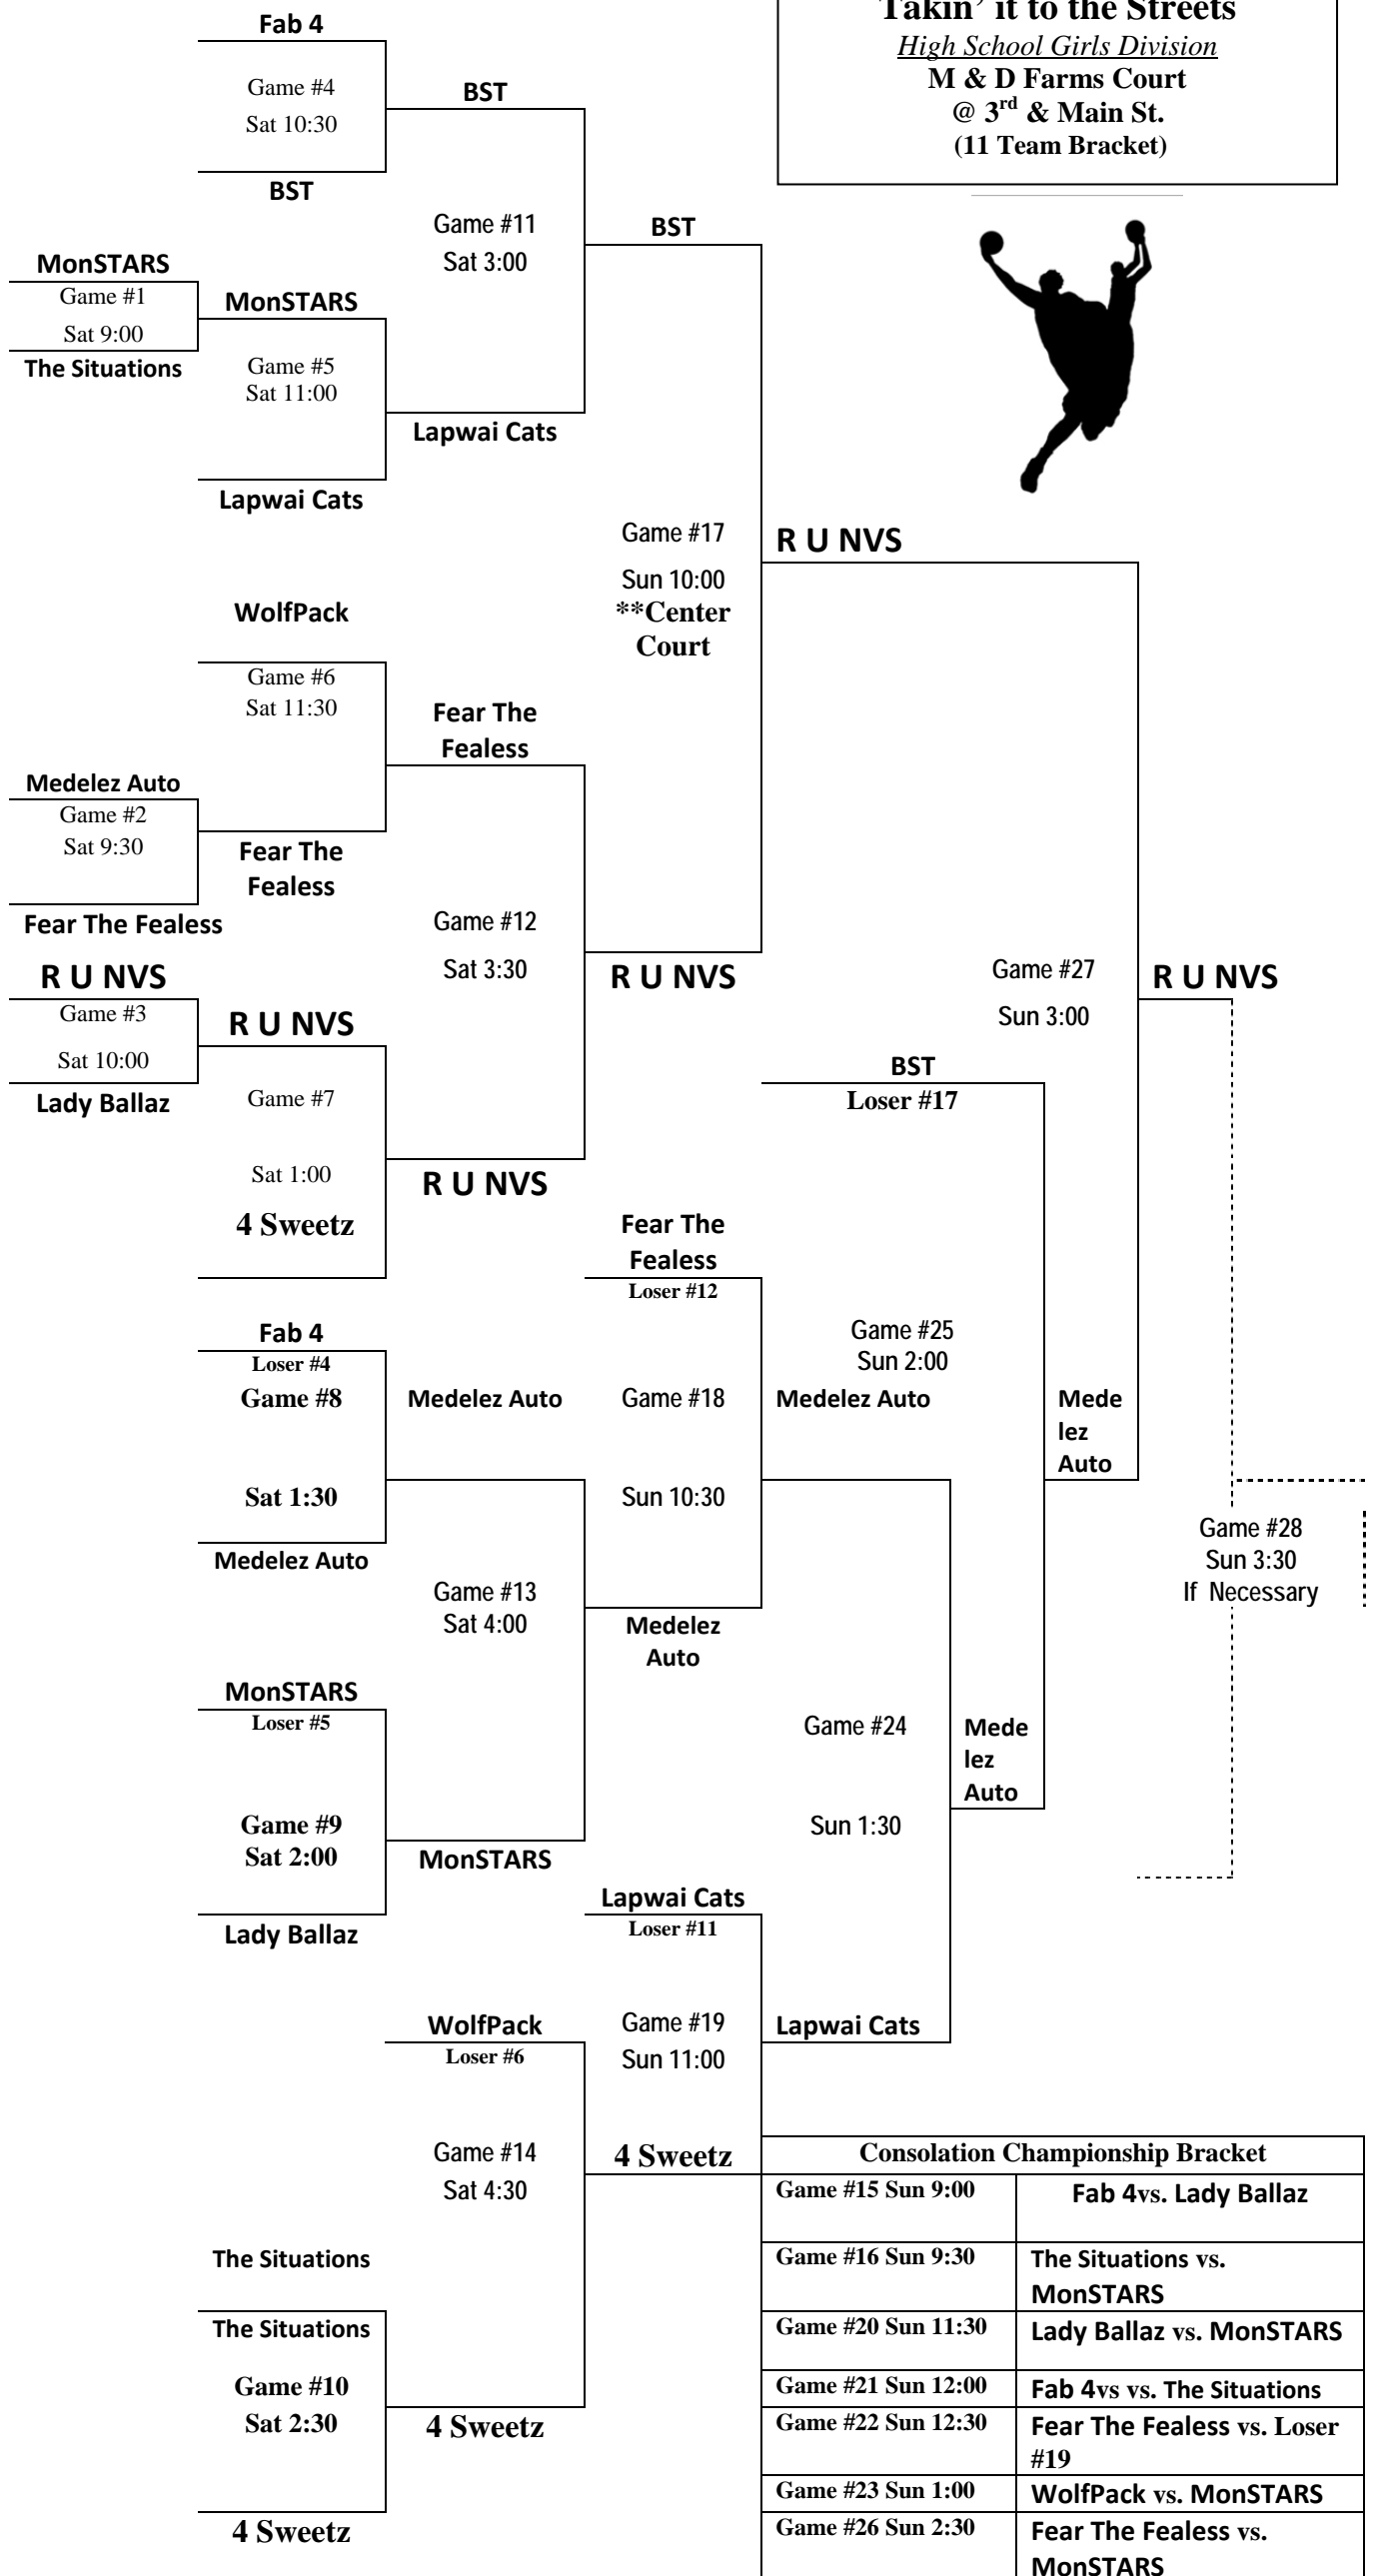 Takin’ it to the Streets
High School Girls Division
M & D Farms Court
@ 3rd & Main St.
(11 Team Bracket)
Fab 4
Game #4
Sat 10:30
BST
BST
Game #11
Sat 3:00
BST
MonSTARS
Game #1
Sat 9:00
The Situations
MonSTARS
Game #5
Sat 11:00
Lapwai Cats
Lapwai Cats
Game #17
Sun 10:00
**Center
Court
R U NVS
WolfPack
Game #6
Sat 11:30
Fear The
Fealess
Medelez Auto
Game #2
Sat 9:30
Fear The
Fealess
Fear The Fealess
Game #12
Sat 3:30
R U NVS
Game #27
Sun 3:00
R U NVS
R U NVS
Game #3
Sat 10:00
Lady Ballaz
R U NVS
Game #7
Sat 1:00
4 Sweetz
R U NVS
BST
Loser #17
Fear The
Fealess
Loser #12
Fab 4
Loser #4
Game #8
Sat 1:30
Medelez Auto
Medelez Auto
Game #18
Sun 10:30
Game #25
Sun 2:00
Medelez Auto
Mede
lez
Auto
Game #28
Sun 3:30
If Necessary
Game #13
Sat 4:00
Medelez
Auto
MonSTARS
Loser #5
Game #9
Sat 2:00
Lady Ballaz
MonSTARS
Game #24
Sun 1:30
Mede
lez
Auto
Lapwai Cats
Loser #11
Game #19
Sun 11:00
Lapwai Cats
WolfPack
Loser #6
Game #14
Sat 4:30
4 Sweetz
The Situations
The Situations
Game #10
Sat 2:30
4 Sweetz
4 Sweetz
Consolation Championship Bracket
Game #15 Sun 9:00 Fab 4vs. Lady Ballaz
Game #16 Sun 9:30 The Situations vs.
MonSTARS
Game #20 Sun 11:30 Lady Ballaz vs. MonSTARS
Game #21 Sun 12:00 Fab 4vs vs. The Situations
Game #22 Sun 12:30 Fear The Fealess vs. Loser
#19
Game #23 Sun 1:00 WolfPack vs. MonSTARS
Game #26 Sun 2:30 Fear The Fealess vs.
MonSTARS